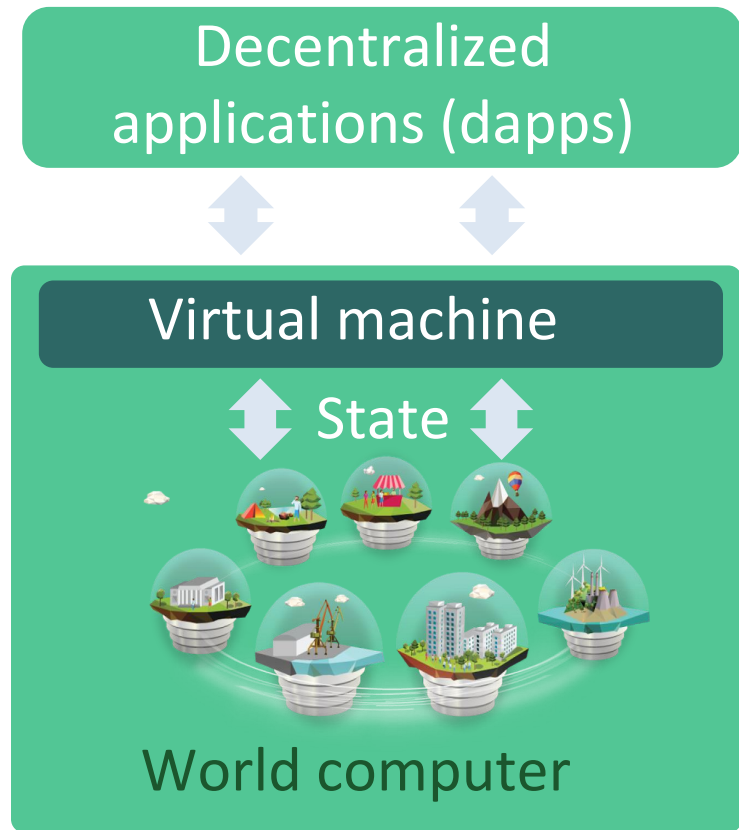 Decentralized
applications (dapps)
Virtual machine
State
World computer